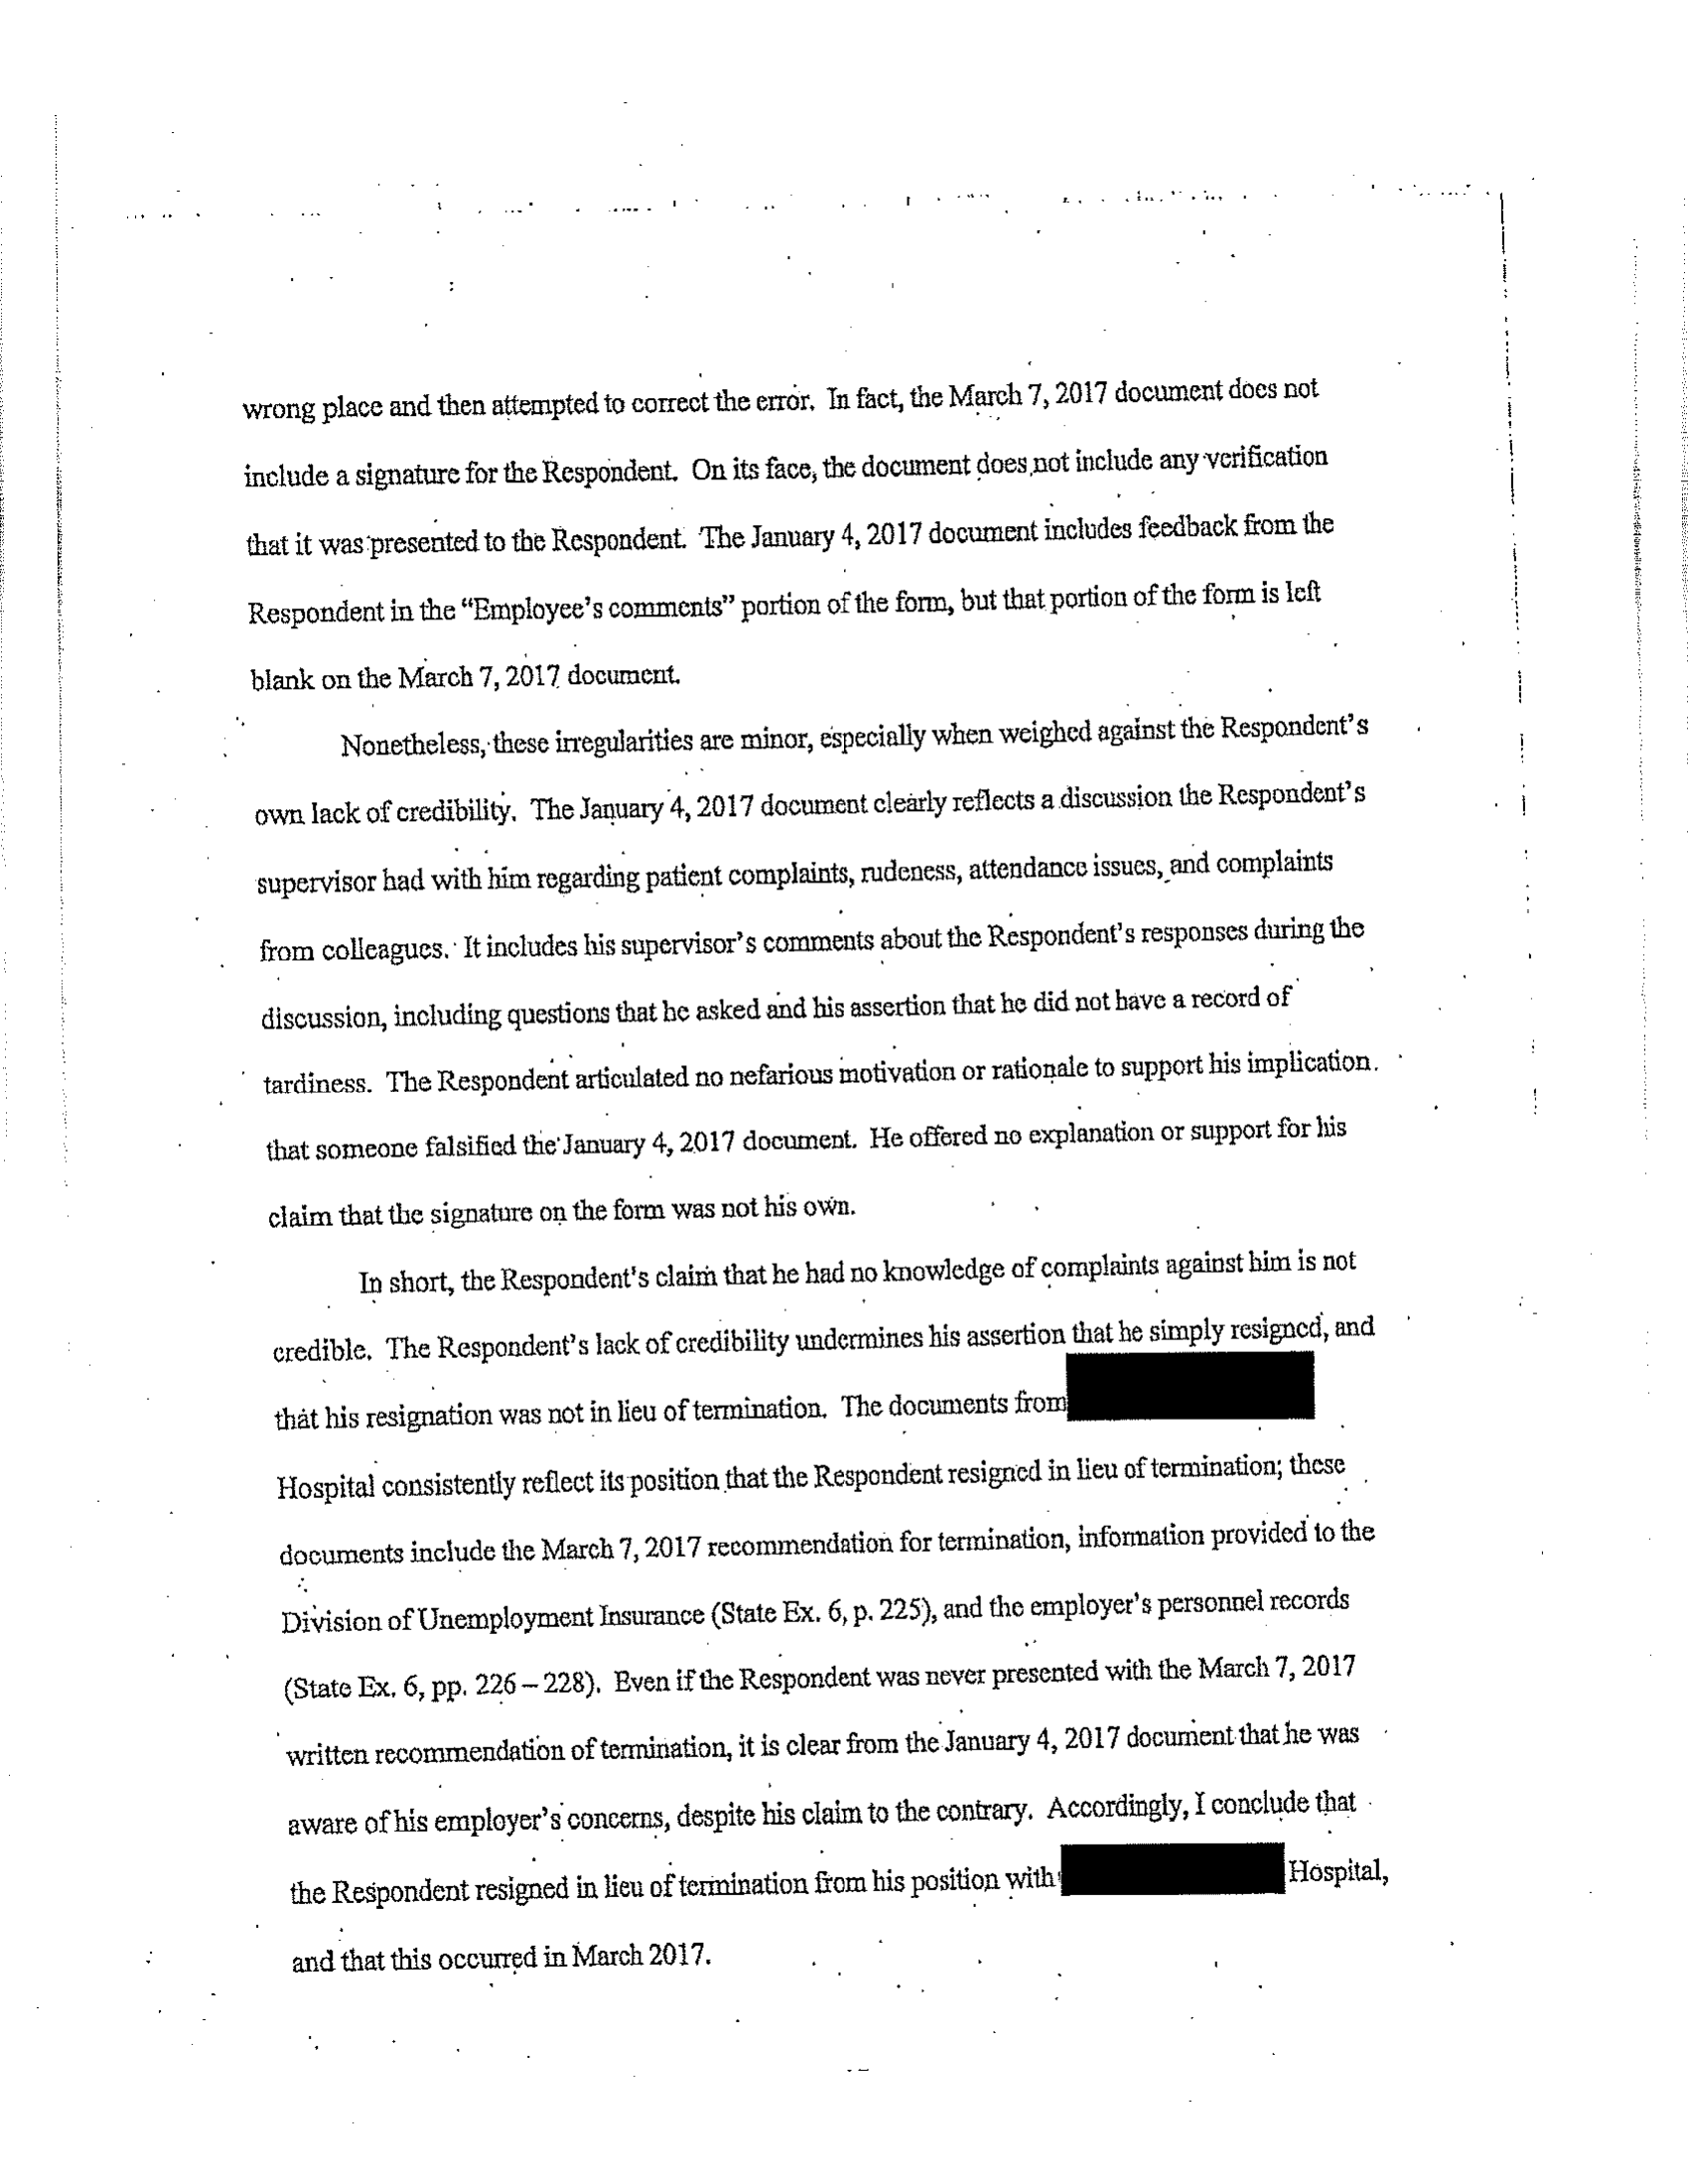 wrong place and then attempted to correct the error. In fact, the March 7, 2017 document does not
include a signature for the Respondent. On its face, the document does not include any verification
that it was presented to the Respondent. The January 4, 2017 document includes feedback from the
Respondent in the “Employee’s comments” portion of the form, but that portion of the form is left
blank on the March 7, 2017 document.
Nonetheless, these irregularities are minor, especially when weighed against the Respondent’s
own lack of credibility. The January 4, 2017 document clearly reflects a discussion the Respondent’s
supervisor had with him regarding patient complaints, rudeness, attendance issues, and complaints
from colleagues. It includes his supervisor’s comments about the Respondent’s responses during the
discussion, including questions that he asked and his assertion that he did not have a record of
tardiness. The Respondent articulated no nefarious motivation or rationale to support his implication
that someone falsified the January 4, 2017 document. He offered no explanation or support for his
claim that the signature on the form was not his own.
In short, the Respondent’s claim that he had no knowledge of complaints against him is not
credible. The Respondent’s lack of credibility undermines his assertion that he simply resigned, and
that his resignation was not in lieu of termination. The documents from
Hospital consistently reflect its position that the Respondent resigned in lieu of termination; these
documents include the March 7, 2017 recommendation for termination, information provided to the
Division of Unemployment Insurance (State Ex. 6, p. 225), and the employer’s personnel records
(State Ex. 6, pp. 226 – 228). Even if the Respondent was never presented with the March 7, 2017
written recommendation of termination, it is clear from the January 4, 2017 document that he was
aware of his employer’s concerns, despite his claim to the contrary. Accordingly, I conclude that
the Respondent resigned in lieu of termination from his position with Hospital,
and that this occurred in March 2017.